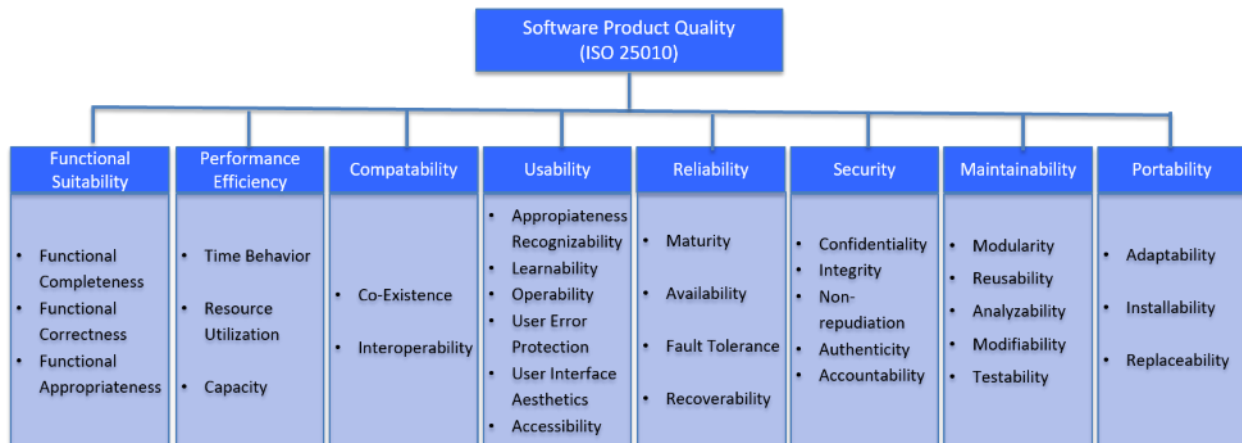 Software Product Quality
(ISO 25010)
Functional
Suitability
• Functional
Completeness
• Functional
Correctness
• Functional
Appropriateness
Performance
Efficiency
• Time Behavior
• Resource
Utilization
• Capacity
Compatability
• Co-Existence
• Interoperability
Usability
• Appropiateness
Recognizability
• Learnability
• Operability
• User Error
Protection
• User Interface
Aesthetics
• Accessibility
Reliability
• Maturity
• Availability
• Fault Tolerance
• Recoverability
Security
• Confidentiality
• Integrity
• Non-
repudiation
• Authenticity
• Accountability
Maintainability
• Modularity
• Reusability
• Analyzability
• Modifiability
• Testability
Portability
• Adaptability
• Installability
• Replaceability